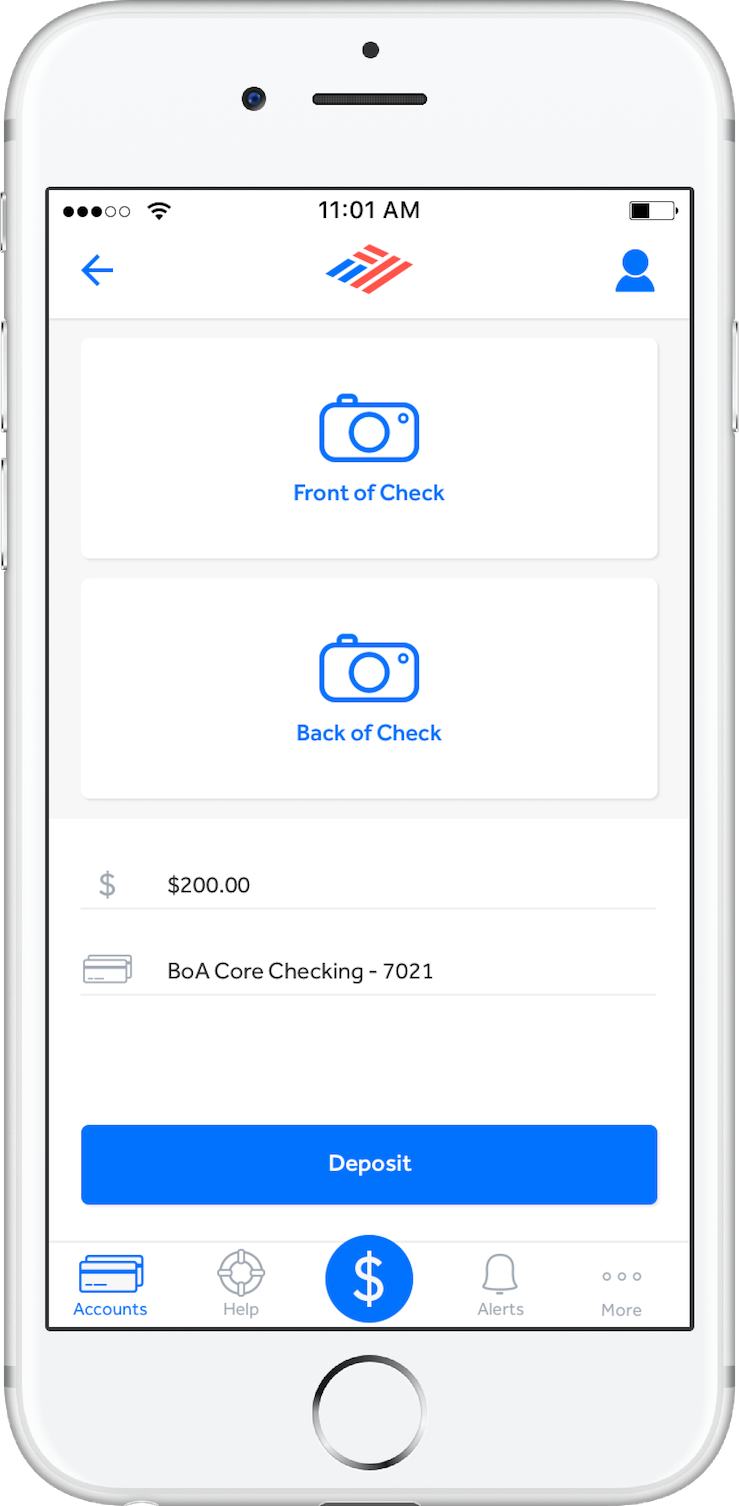 11:01 AM
Front of Check
Back of Check
$
$200.00
BoA Core Checking - 7021
Deposit
$
Accounts
Help
Alerts
More